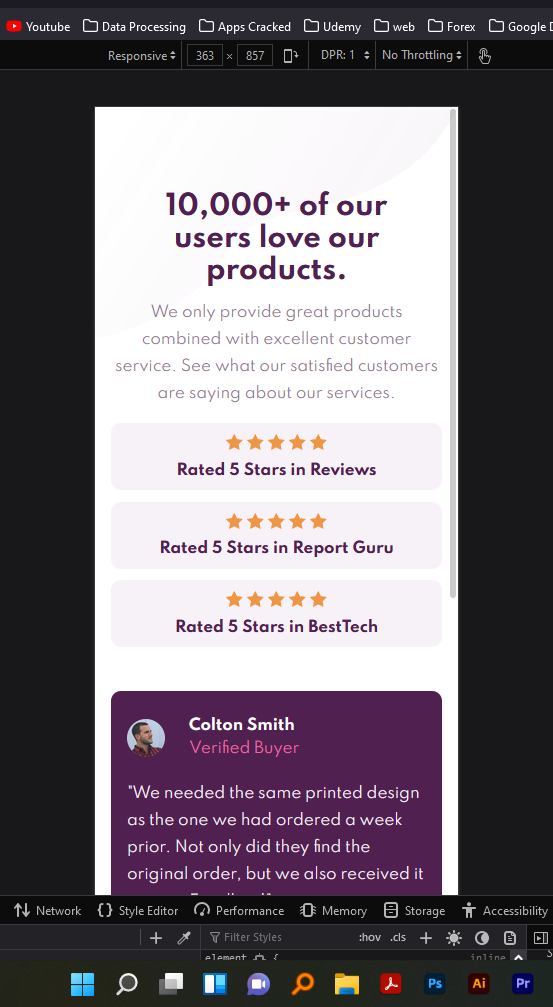 Youtube Data Processing Apps Cracked Udemy web Forex Google D
Responsive 363 × 857 DPR: 1 No Throttling
10,000+ of our
users love our
products.
We only provide great products
combined with excellent customer
service. See what our satisfied customers
are saying about our services.
Rated 5 Stars in Reviews
Rated 5 Stars in Report Guru
Rated 5 Stars in BestTech
Colton Smith
Verified Buyer
"We needed the same printed design
as the one we had ordered a week
prior. Not only did they find the
original order, but we also received it
Network Style Editor Performance Memory Storage Accessibility
Filter Styles :hov .cls
element { inline
Ps Ai Pr